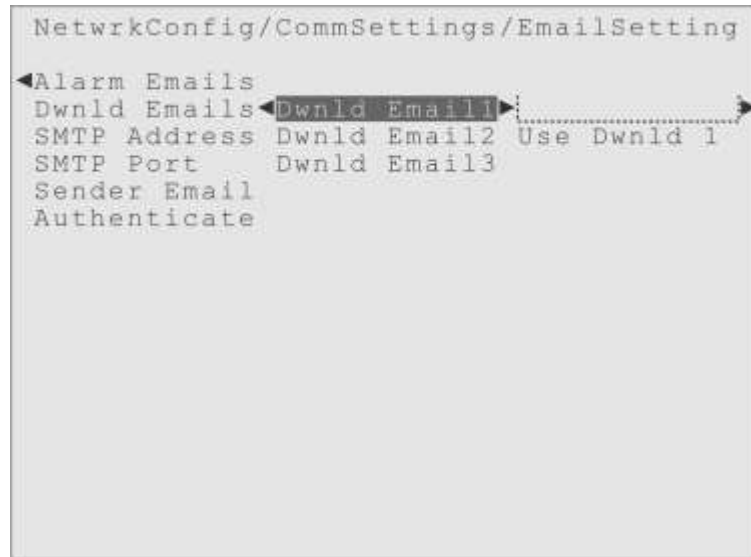 NetwrkConfig/CommSettings/EmailSetting
Alarm Emails
Dwnld Emails Dwnld Email1
SMTP Address Dwnld Email2 Use Dwnld 1
SMTP Port Dwnld Email3
Sender Email
Authenticate